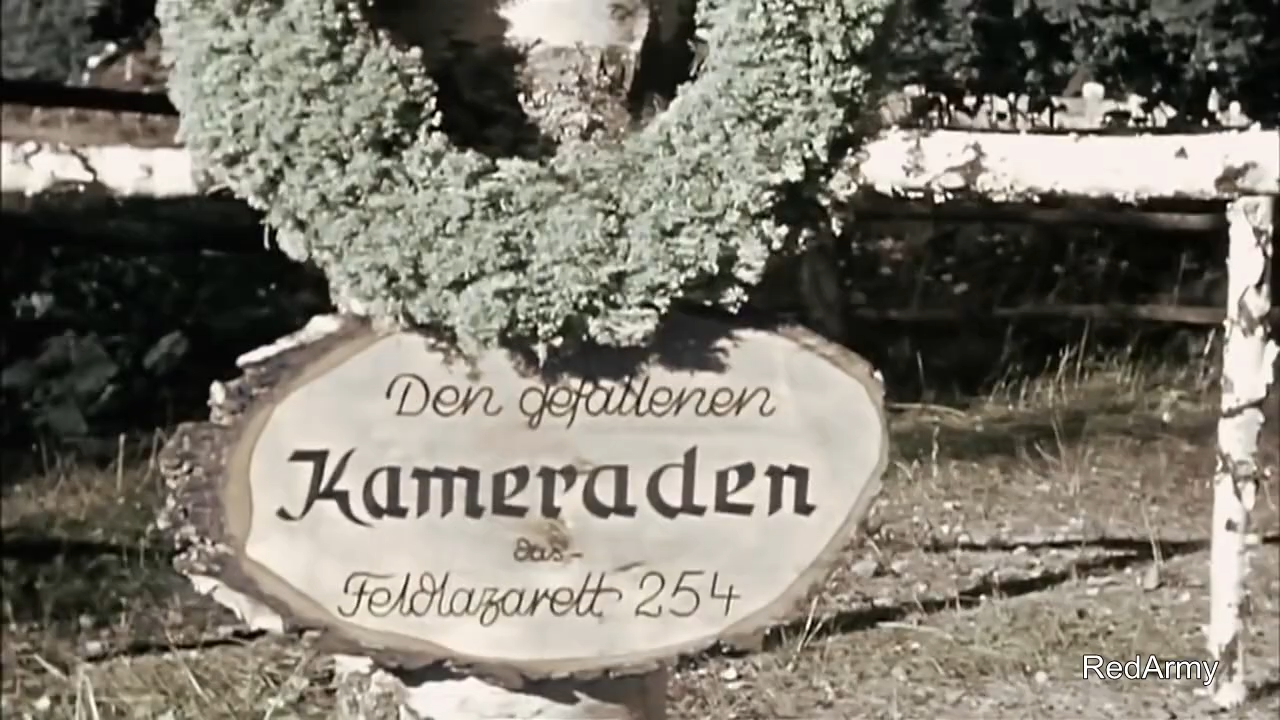 Den gefallenen
Kameraden
das-
Feldlazarett 254
RedArmy